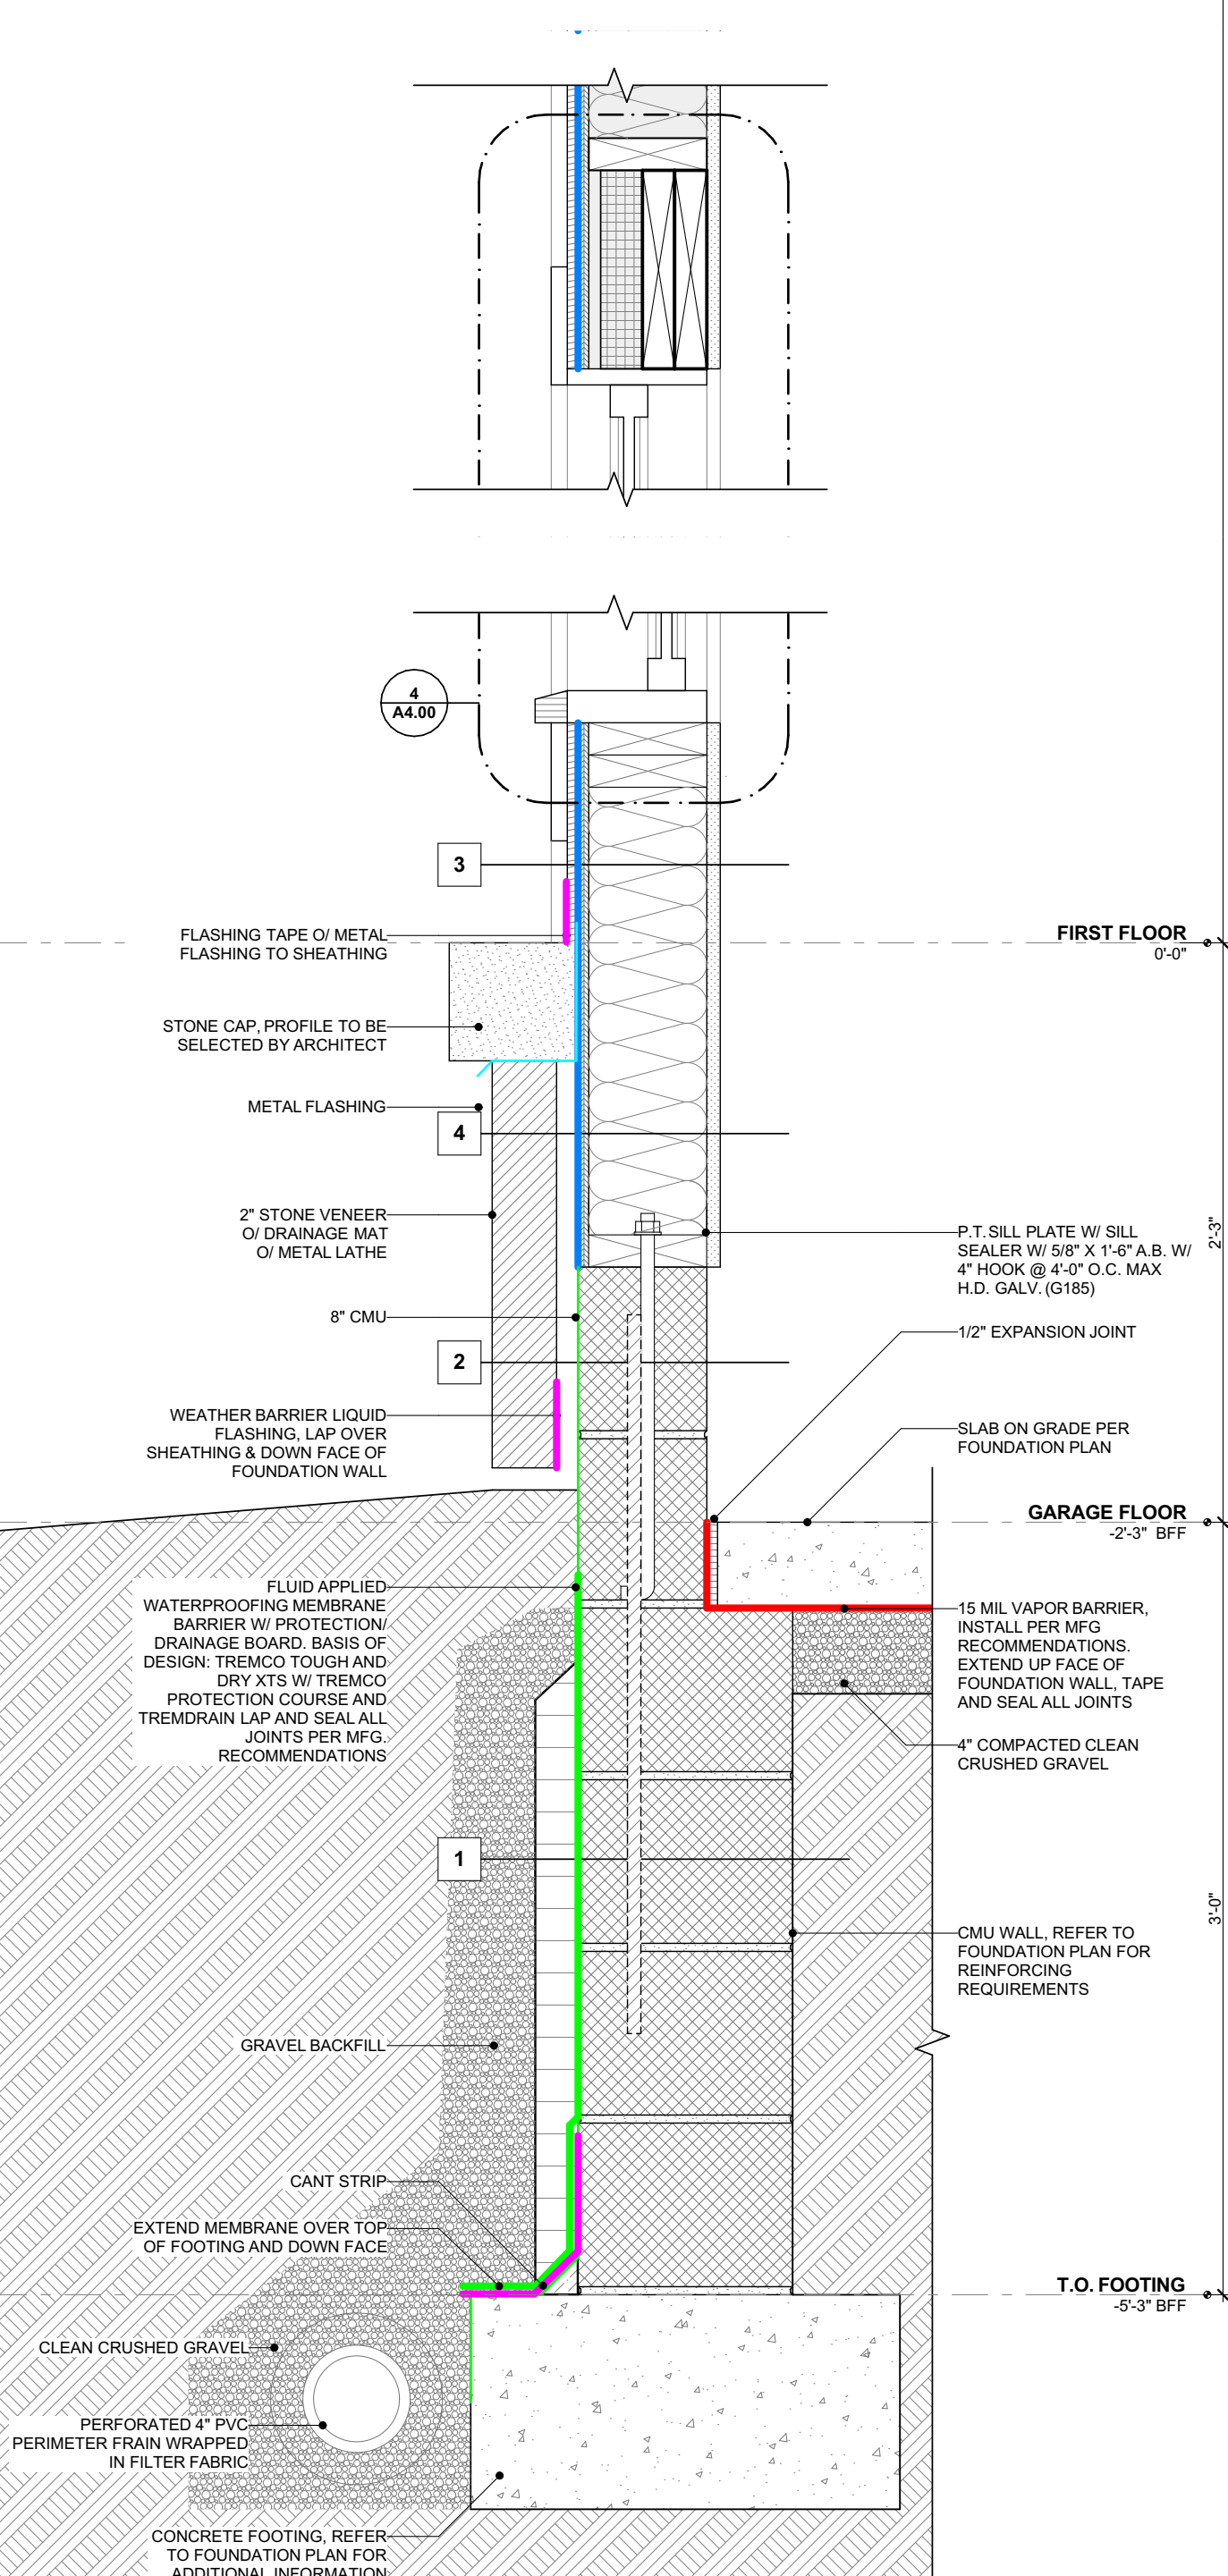 4
A4.00
3
FLASHING TAPE O/ METAL
FLASHING TO SHEATHING
FIRST FLOOR
0'-0"
STONE CAP, PROFILE TO BE
SELECTED BY ARCHITECT
METAL FLASHING
4
2" STONE VENEER
O/ DRAINAGE MAT
O/ METAL LATHE
P.T. SILL PLATE W/ SILL
SEALER W/ 5/8" X 1'-6" A.B. W/
4" HOOK @ 4'-0" O.C. MAX
H.D. GALV. (G185)
2'-3"
8" CMU
1/2" EXPANSION JOINT
2
WEATHER BARRIER LIQUID
FLASHING, LAP OVER
SHEATHING & DOWN FACE OF
FOUNDATION WALL
SLAB ON GRADE PER
FOUNDATION PLAN
GARAGE FLOOR
-2'-3" BFF
FLUID APPLIED
WATERPROOFING MEMBRANE
BARRIER W/ PROTECTION/
DRAINAGE BOARD. BASIS OF
DESIGN: TREMCO TOUGH AND
DRY XTS W/ TREMCO
PROTECTION COURSE AND
TREMDRAIN LAP AND SEAL ALL
JOINTS PER MFG.
RECOMMENDATIONS
15 MIL VAPOR BARRIER,
INSTALL PER MFG
RECOMMENDATIONS.
EXTEND UP FACE OF
FOUNDATION WALL, TAPE
AND SEAL ALL JOINTS
4" COMPACTED CLEAN
CRUSHED GRAVEL
1
3'-0"
CMU WALL, REFER TO
FOUNDATION PLAN FOR
REINFORCING
REQUIREMENTS
GRAVEL BACKFILL
CANT STRIP
EXTEND MEMBRANE OVER TOP
OF FOOTING AND DOWN FACE
T.O. FOOTING
-5'-3" BFF
CLEAN CRUSHED GRAVEL
PERFORATED 4" PVC
PERIMETER FRAIN WRAPPED
IN FILTER FABRIC
CONCRETE FOOTING, REFER
TO FOUNDATION PLAN FOR
ADDITIONAL INFORMATION